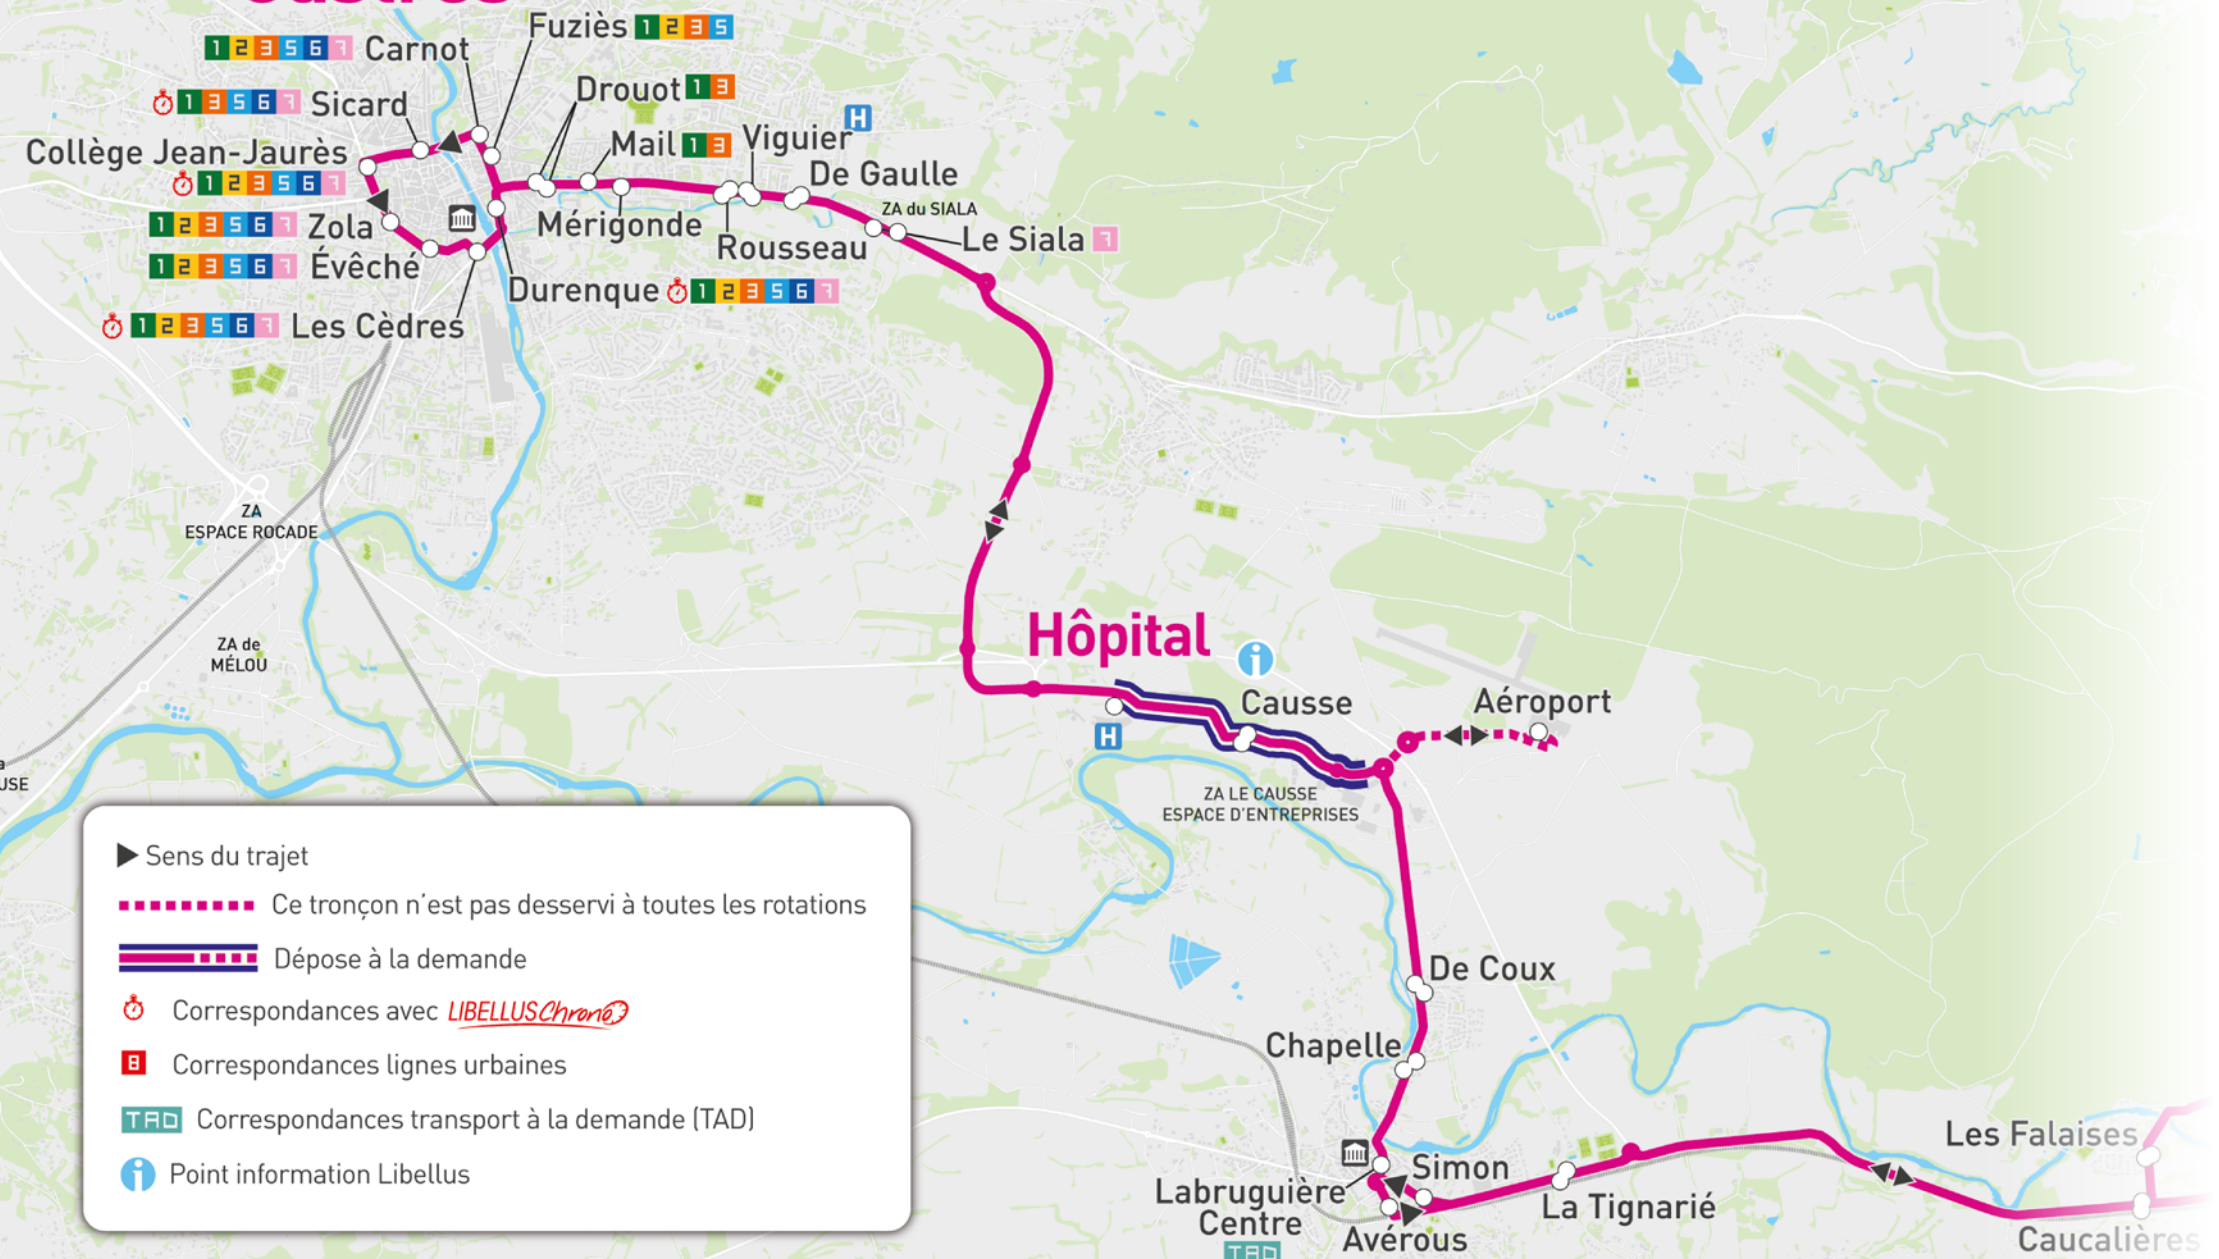 Fuziès 1 2 3 5
1 2 3 5 6 7 Carnot
Drouot 1 3
1 3 5 6 7 Sicard
H
Mail 1 3
Viguier
Collège Jean-Jaurès
1 2 3 5 6 7
De Gaulle
ZA du SIALA
1 2 3 5 6 7 Zola
Mérigonde
Rousseau
Le Siala 7
1 2 3 5 6 7 Évêché
Durenque 1 2 3 5 6 7
1 2 3 5 6 7 Les Cèdres
ZA
ESPACE ROCADE
ZA de
MÉLOU
Hôpital
i
Causse
Aéroport
H
ZA LE CAUSSE
ESPACE D'ENTREPRISES
Sens du trajet
Ce tronçon n'est pas desservi à toutes les rotations
Dépose à la demande
Correspondances avec LIBELLUS Chrono
8 Correspondances lignes urbaines
TAD Correspondances transport à la demande (TAD)
i Point information Libellus
De Coux
Chapelle
Simon
Labruguière
Centre
TAD
Avérous
La Tignarié
Les Falaises
Caucalières